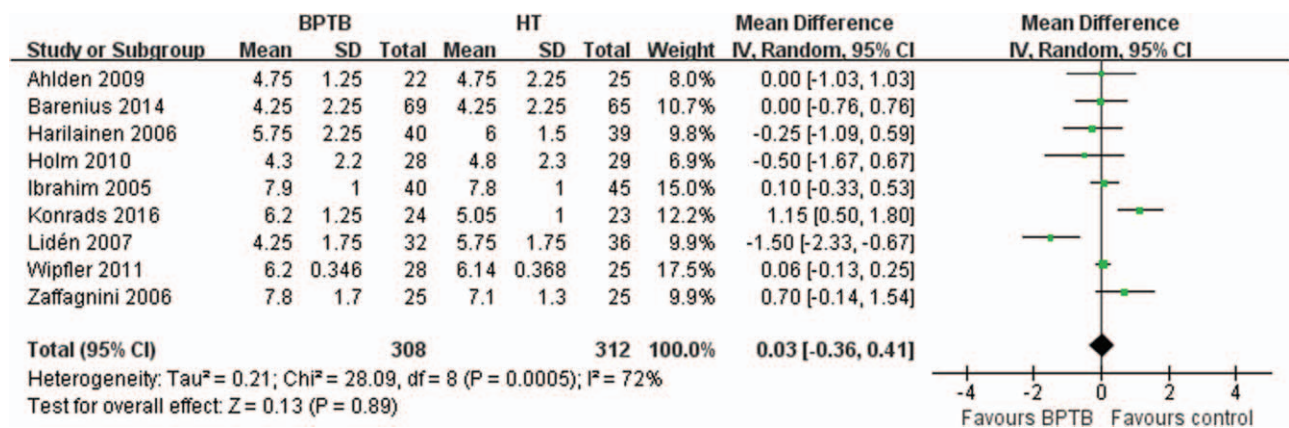 BPTB HT Mean Difference Mean Difference
Study or Subgroup Mean SD Total Mean SD Total Weight IV, Random, 95% CI IV, Random, 95% CI
Ahlden 2009 4.75 1.25 22 4.75 2.25 25 8.0% 0.00 [-1.03, 1.03]
Barenius 2014 4.25 2.25 69 4.25 2.25 65 10.7% 0.00 [-0.76, 0.76]
Harilainen 2006 5.75 2.25 40 6 1.5 39 9.8% -0.25 [-1.09, 0.59]
Holm 2010 4.3 2.2 28 4.8 2.3 29 6.9% -0.50 [-1.67, 0.67]
Ibrahim 2005 7.9 1 40 7.8 1 45 15.0% 0.10 [-0.33, 0.53]
Konrads 2016 6.2 1.25 24 5.05 1 23 12.2% 1.15 [0.50, 1.80]
Lidén 2007 4.25 1.75 32 5.75 1.75 36 9.9% -1.50 [-2.33, -0.67]
Wipfler 2011 6.2 0.346 28 6.14 0.368 25 17.5% 0.06 [-0.13, 0.25]
Zaffagnini 2006 7.8 1.7 25 7.1 1.3 25 9.9% 0.70 [-0.14, 1.54]
Total (95% CI) 308 312 100.0% 0.03 [-0.36, 0.41]
Heterogeneity: Tau² = 0.21; Chi² = 28.09, df = 8 (P = 0.0005); I² = 72%
Test for overall effect: Z = 0.13 (P = 0.89)
-4 -2 0 2 4
Favours BPTB Favours control